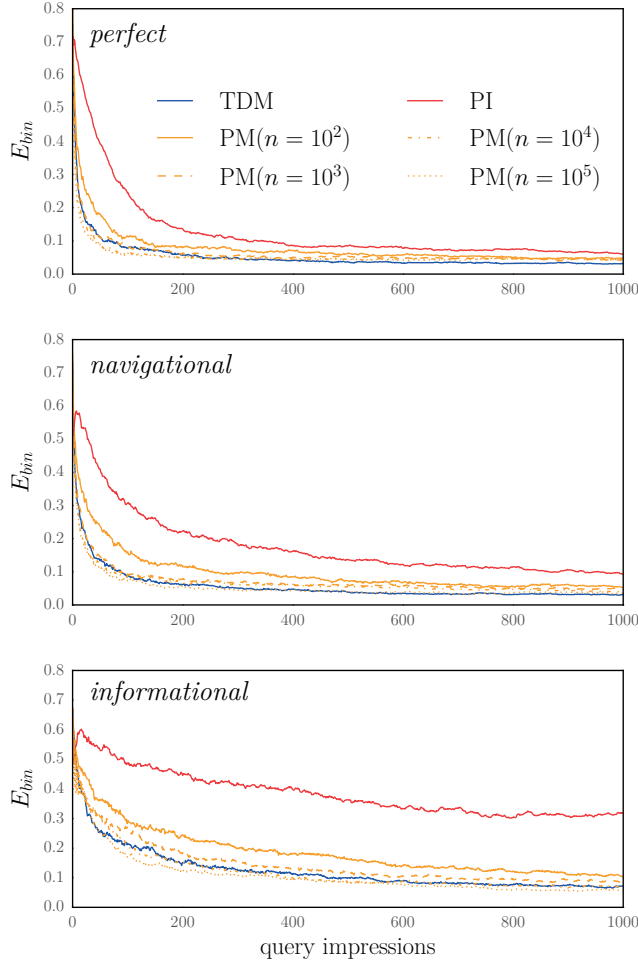 perfect
TDM
PI
PM(n = 10^2)
PM(n = 10^4)
PM(n = 10^3)
PM(n = 10^5)
E_bin
0.8
0.7
0.6
0.5
0.4
0.3
0.2
0.1
0.0
0 200 400 600 800 1000
navigational
E_bin
0.8
0.7
0.6
0.5
0.4
0.3
0.2
0.1
0.0
0 200 400 600 800 1000
informational
E_bin
0.8
0.7
0.6
0.5
0.4
0.3
0.2
0.1
0.0
0 200 400 600 800 1000
query impressions